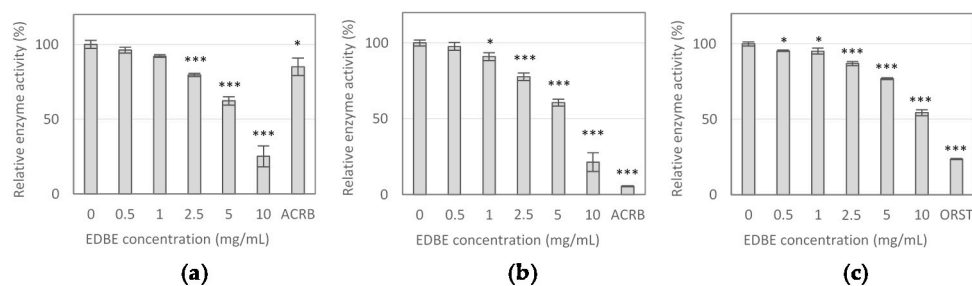 Relative enzyme activity (%)
100
50
0
*
***
***
***
*
0 0.5 1 2.5 5 10 ACRB
EDBE concentration (mg/mL)
(a)
Relative enzyme activity (%)
100
50
0
*
***
***
***
***
0 0.5 1 2.5 5 10 ACRB
EDBE concentration (mg/mL)
(b)
Relative enzyme activity (%)
100
50
0
*
*
***
***
***
***
0 0.5 1 2.5 5 10 ORST
EDBE concentration (mg/mL)
(c)